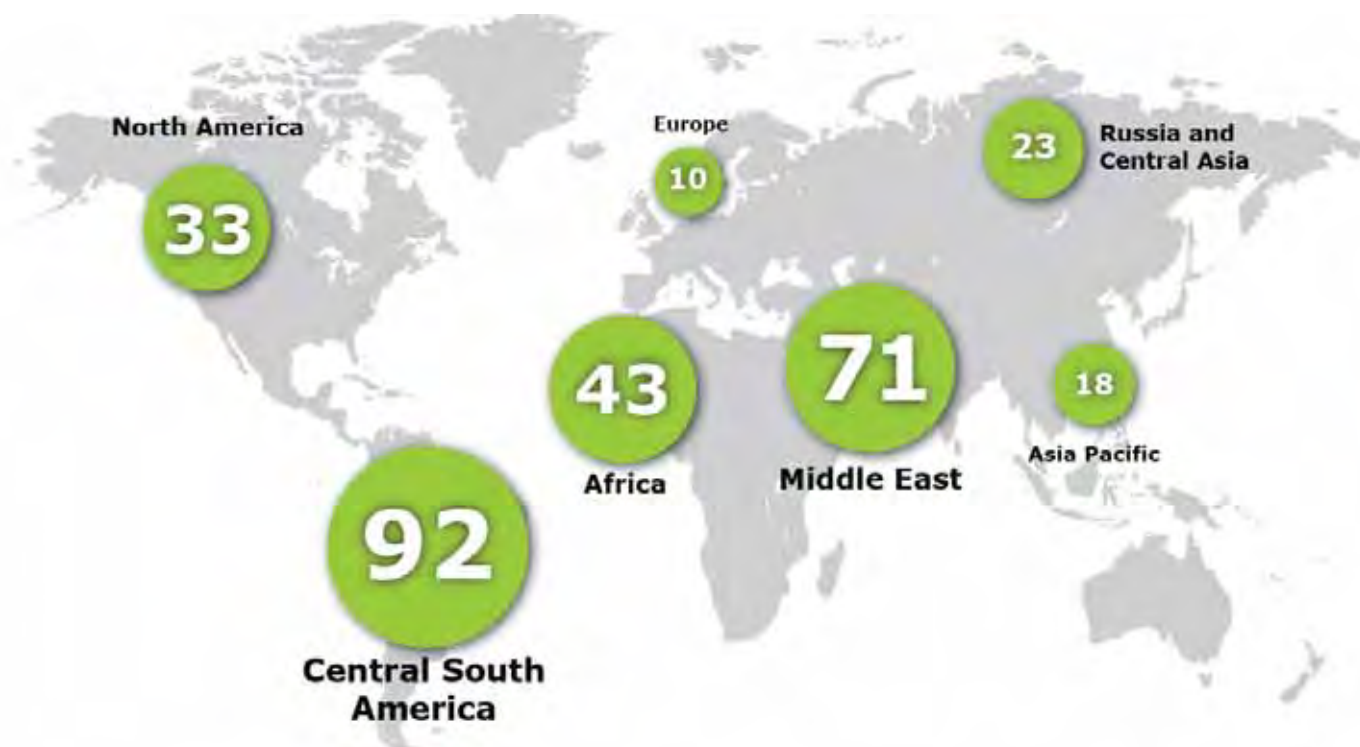 North America
33
Europe
10
23
Russia and
Central Asia
43
Africa
71
Middle East
18
Asia Pacific
92
Central South
America